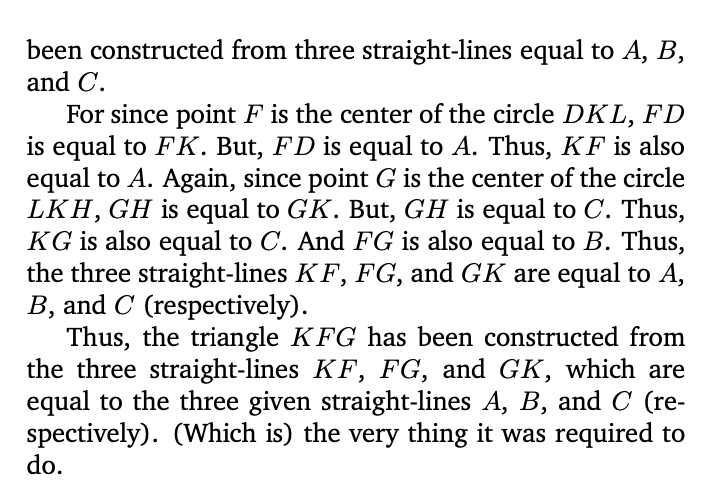 been constructed from three straight-lines equal to A, B,
and C.
For since point F is the center of the circle DKL, FD
is equal to FK. But, FD is equal to A. Thus, KF is also
equal to A. Again, since point G is the center of the circle
LKH, GH is equal to GK. But, GH is equal to C. Thus,
KG is also equal to C. And FG is also equal to B. Thus,
the three straight-lines KF, FG, and GK are equal to A,
B, and C (respectively).
Thus, the triangle KFG has been constructed from
the three straight-lines KF, FG, and GK, which are
equal to the three given straight-lines A, B, and C (re-
spectively). (Which is) the very thing it was required to
do.